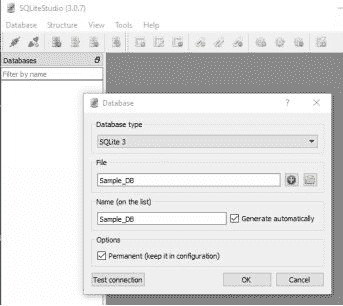 SQLiteStudio (3.0.7)
Database Structure View Tools Help
Databases
Filter by name
Database
Database type
SQLite 3
File
Sample_DB
Name (on the list)
Sample_DB
Generate automatically
Options
Permanent (keep it in configuration)
Test connection OK Cancel